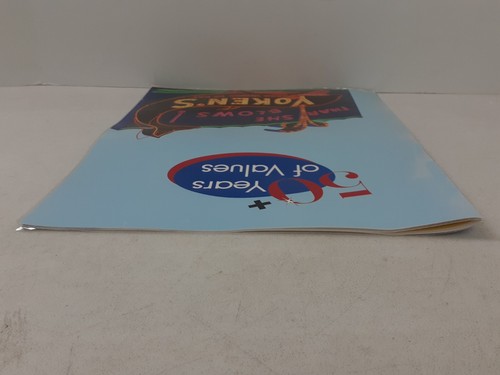 50+
Years
of Values
THAR SHE BLOWS!
YOKEN'S